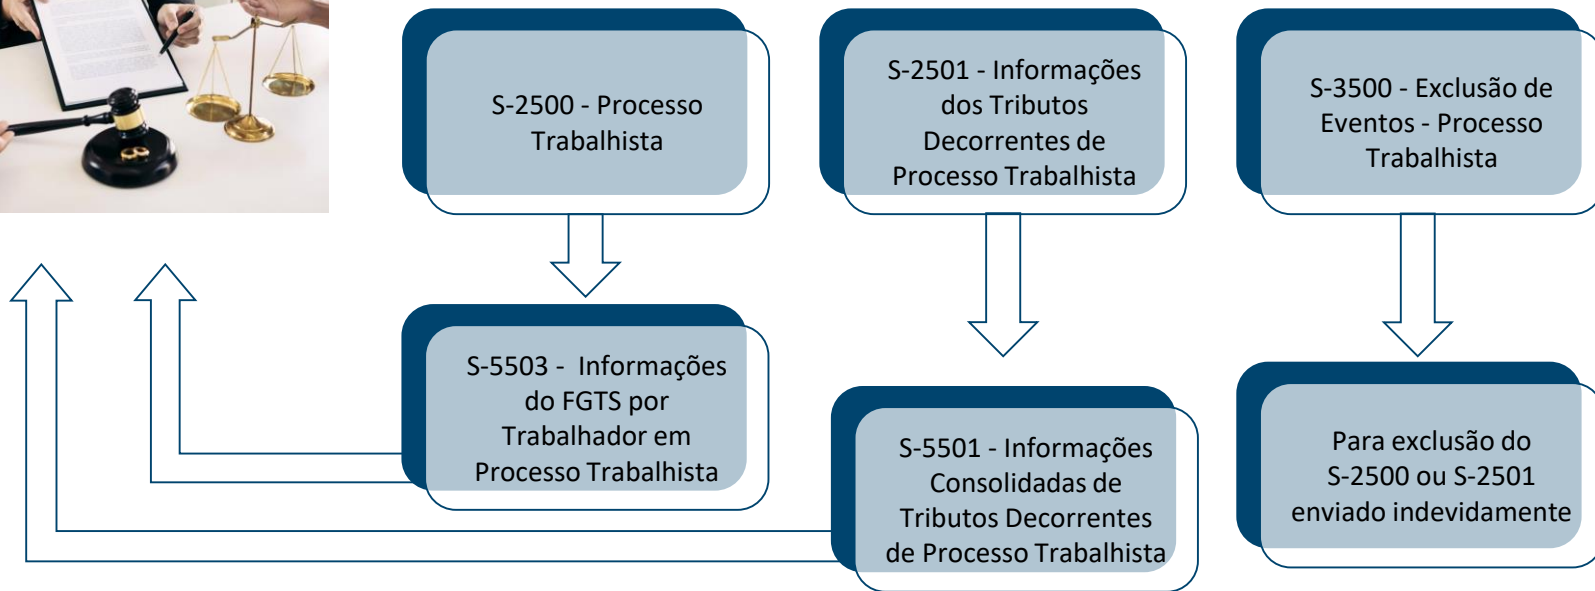 S-2500 - Processo
Trabalhista
S-2501 - Informações
dos Tributos
Decorrentes de
Processo Trabalhista
S-3500 - Exclusão de
Eventos - Processo
Trabalhista
S-5503 -  Informações
do FGTS por
Trabalhador em
Processo Trabalhista
S-5501 - Informações
Consolidadas de
Tributos Decorrentes
de Processo Trabalhista
Para exclusão do
S-2500 ou S-2501
enviado indevidamente